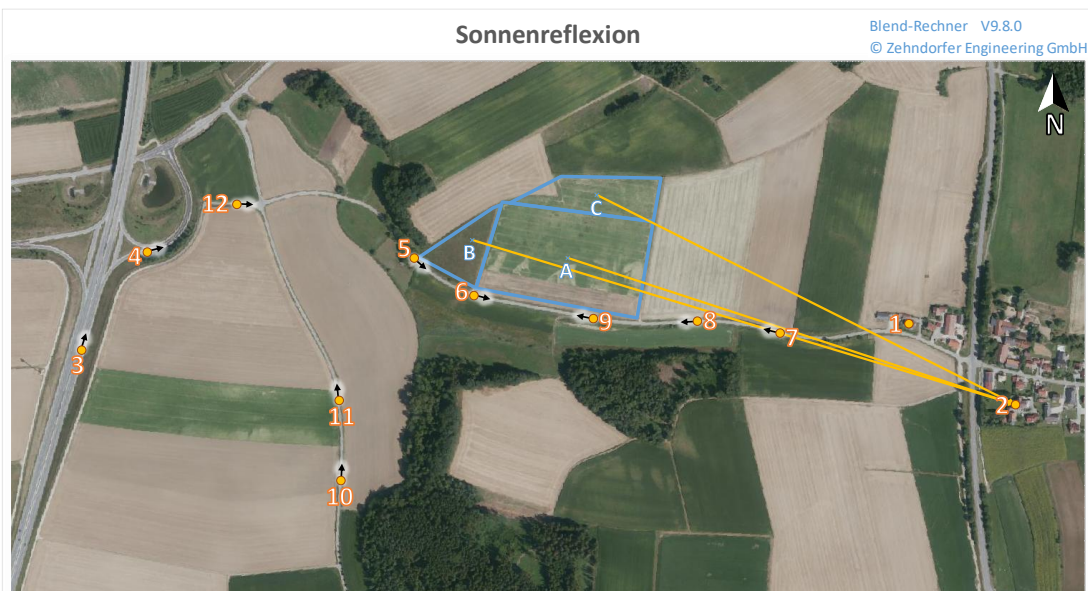 Sonnenreflexion
Blend-Rechner V9.8.0
© Zehndorfer Engineering GmbH
N
12
C
4
5
B
A
6
9
8
7
1
3
2
11
10